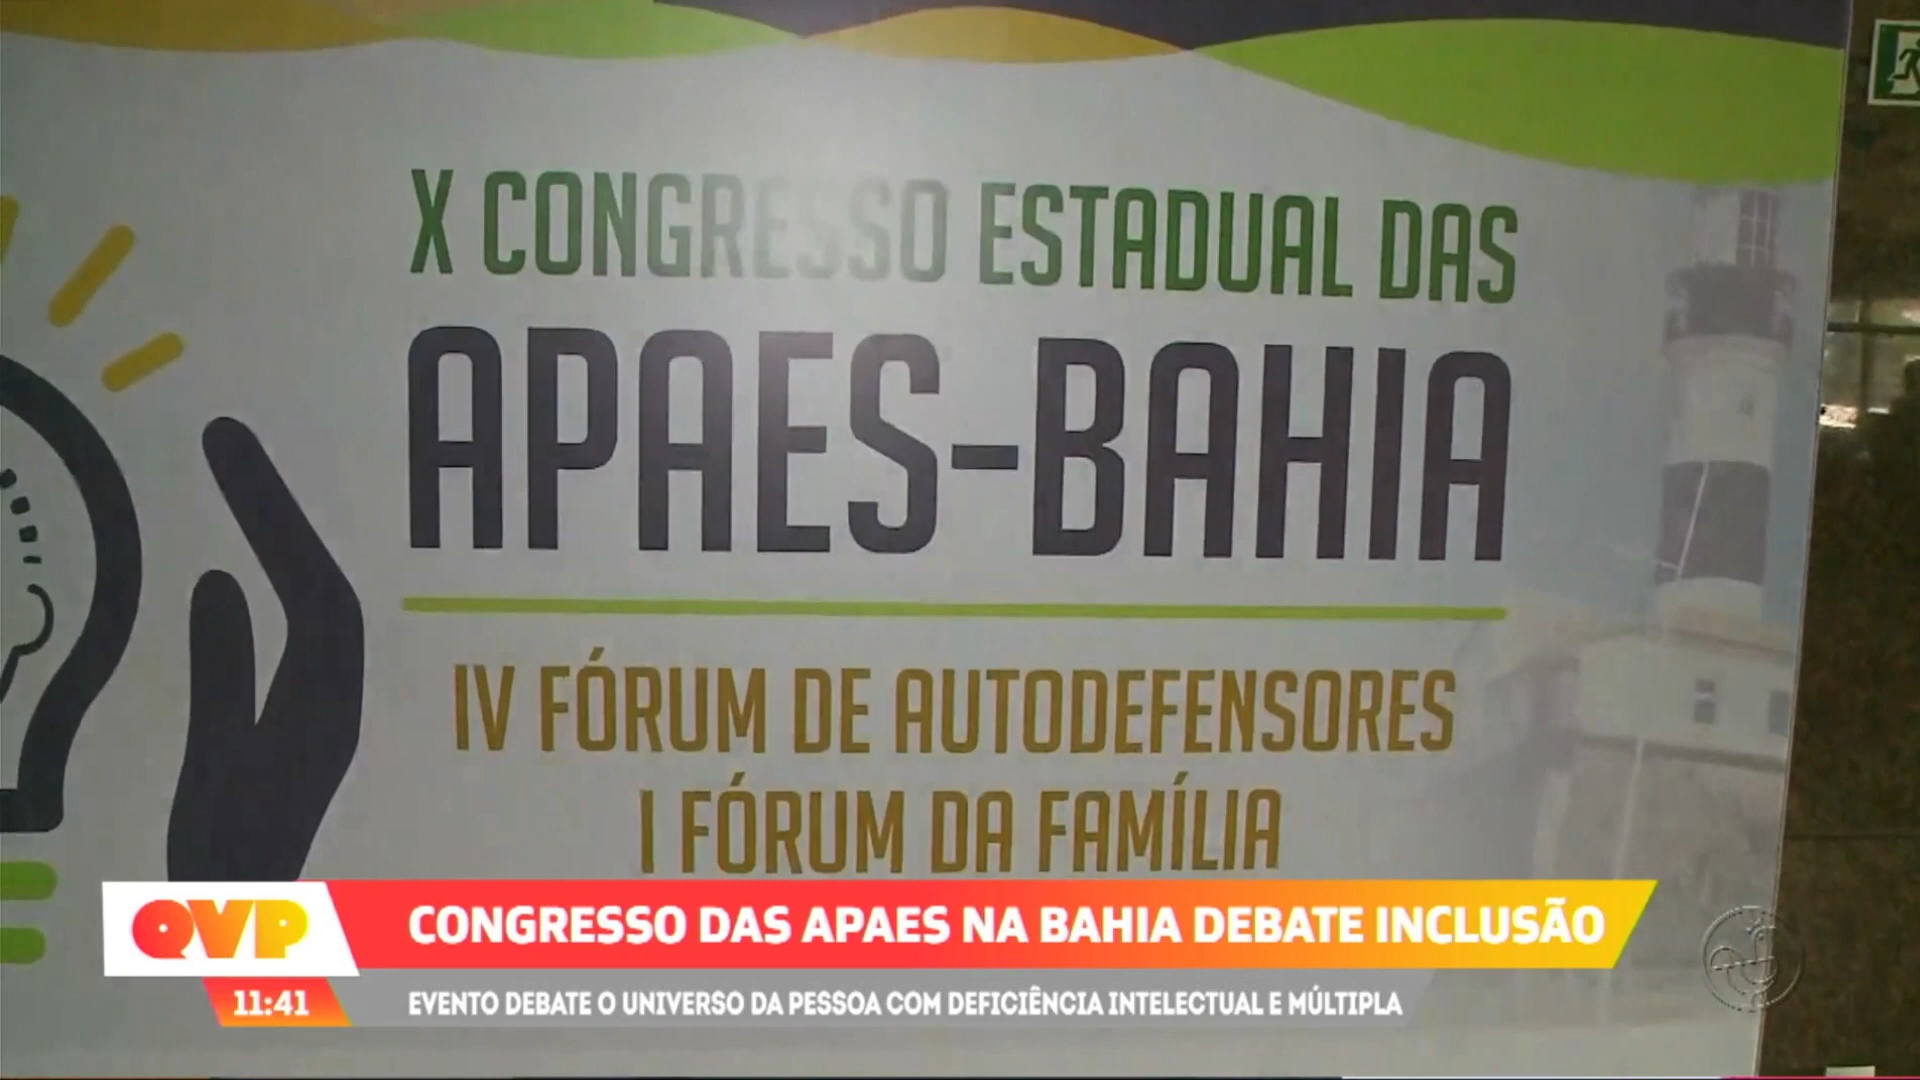 X CONGRESSO ESTADUAL DAS
APAES-BAHIA
IV FÓRUM DE AUTODEFENSORES
I FÓRUM DA FAMÍLIA
QVP
CONGRESSO DAS APAES NA BAHIA DEBATE INCLUSÃO
11:41
EVENTO DEBATE O UNIVERSO DA PESSOA COM DEFICIÊNCIA INTELECTUAL E MÚLTIPLA